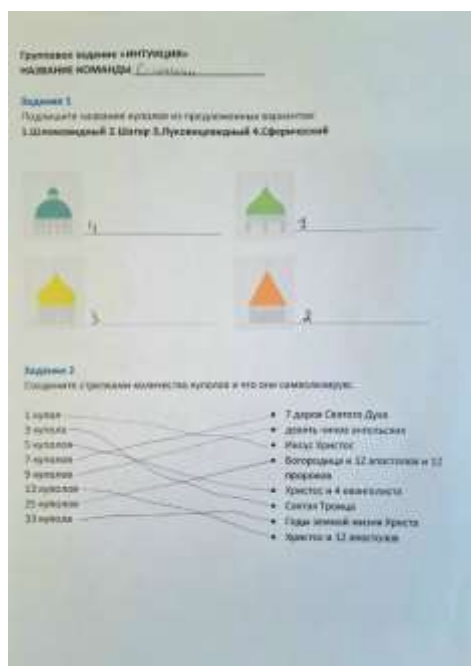 Групповое задание «ИНТУИЦИЯ»
НАЗВАНИЕ КОМАНДЫ
Задание 1
Подпишите названия куполов из предложенных вариантов:
1.Шлемовидный 2 Шатер 3.Луковицевидный 4.Сферический
4
3
2
Задание 2
Соедините стрелками количества куполов и что они символизируют.
1 купол
3 купола
5 куполов
7 куполов
9 куполов
13 куполов
25 куполов
33 купола
• 7 даров Святого Духа
• девять чинов ангельских
• Иисус Христос
• Богородица и 12 апостолов и 12
пророков
• Христос и 4 евангелиста
• Святая Троица
• Годы земной жизни Христа
• Христос и 12 апостолов